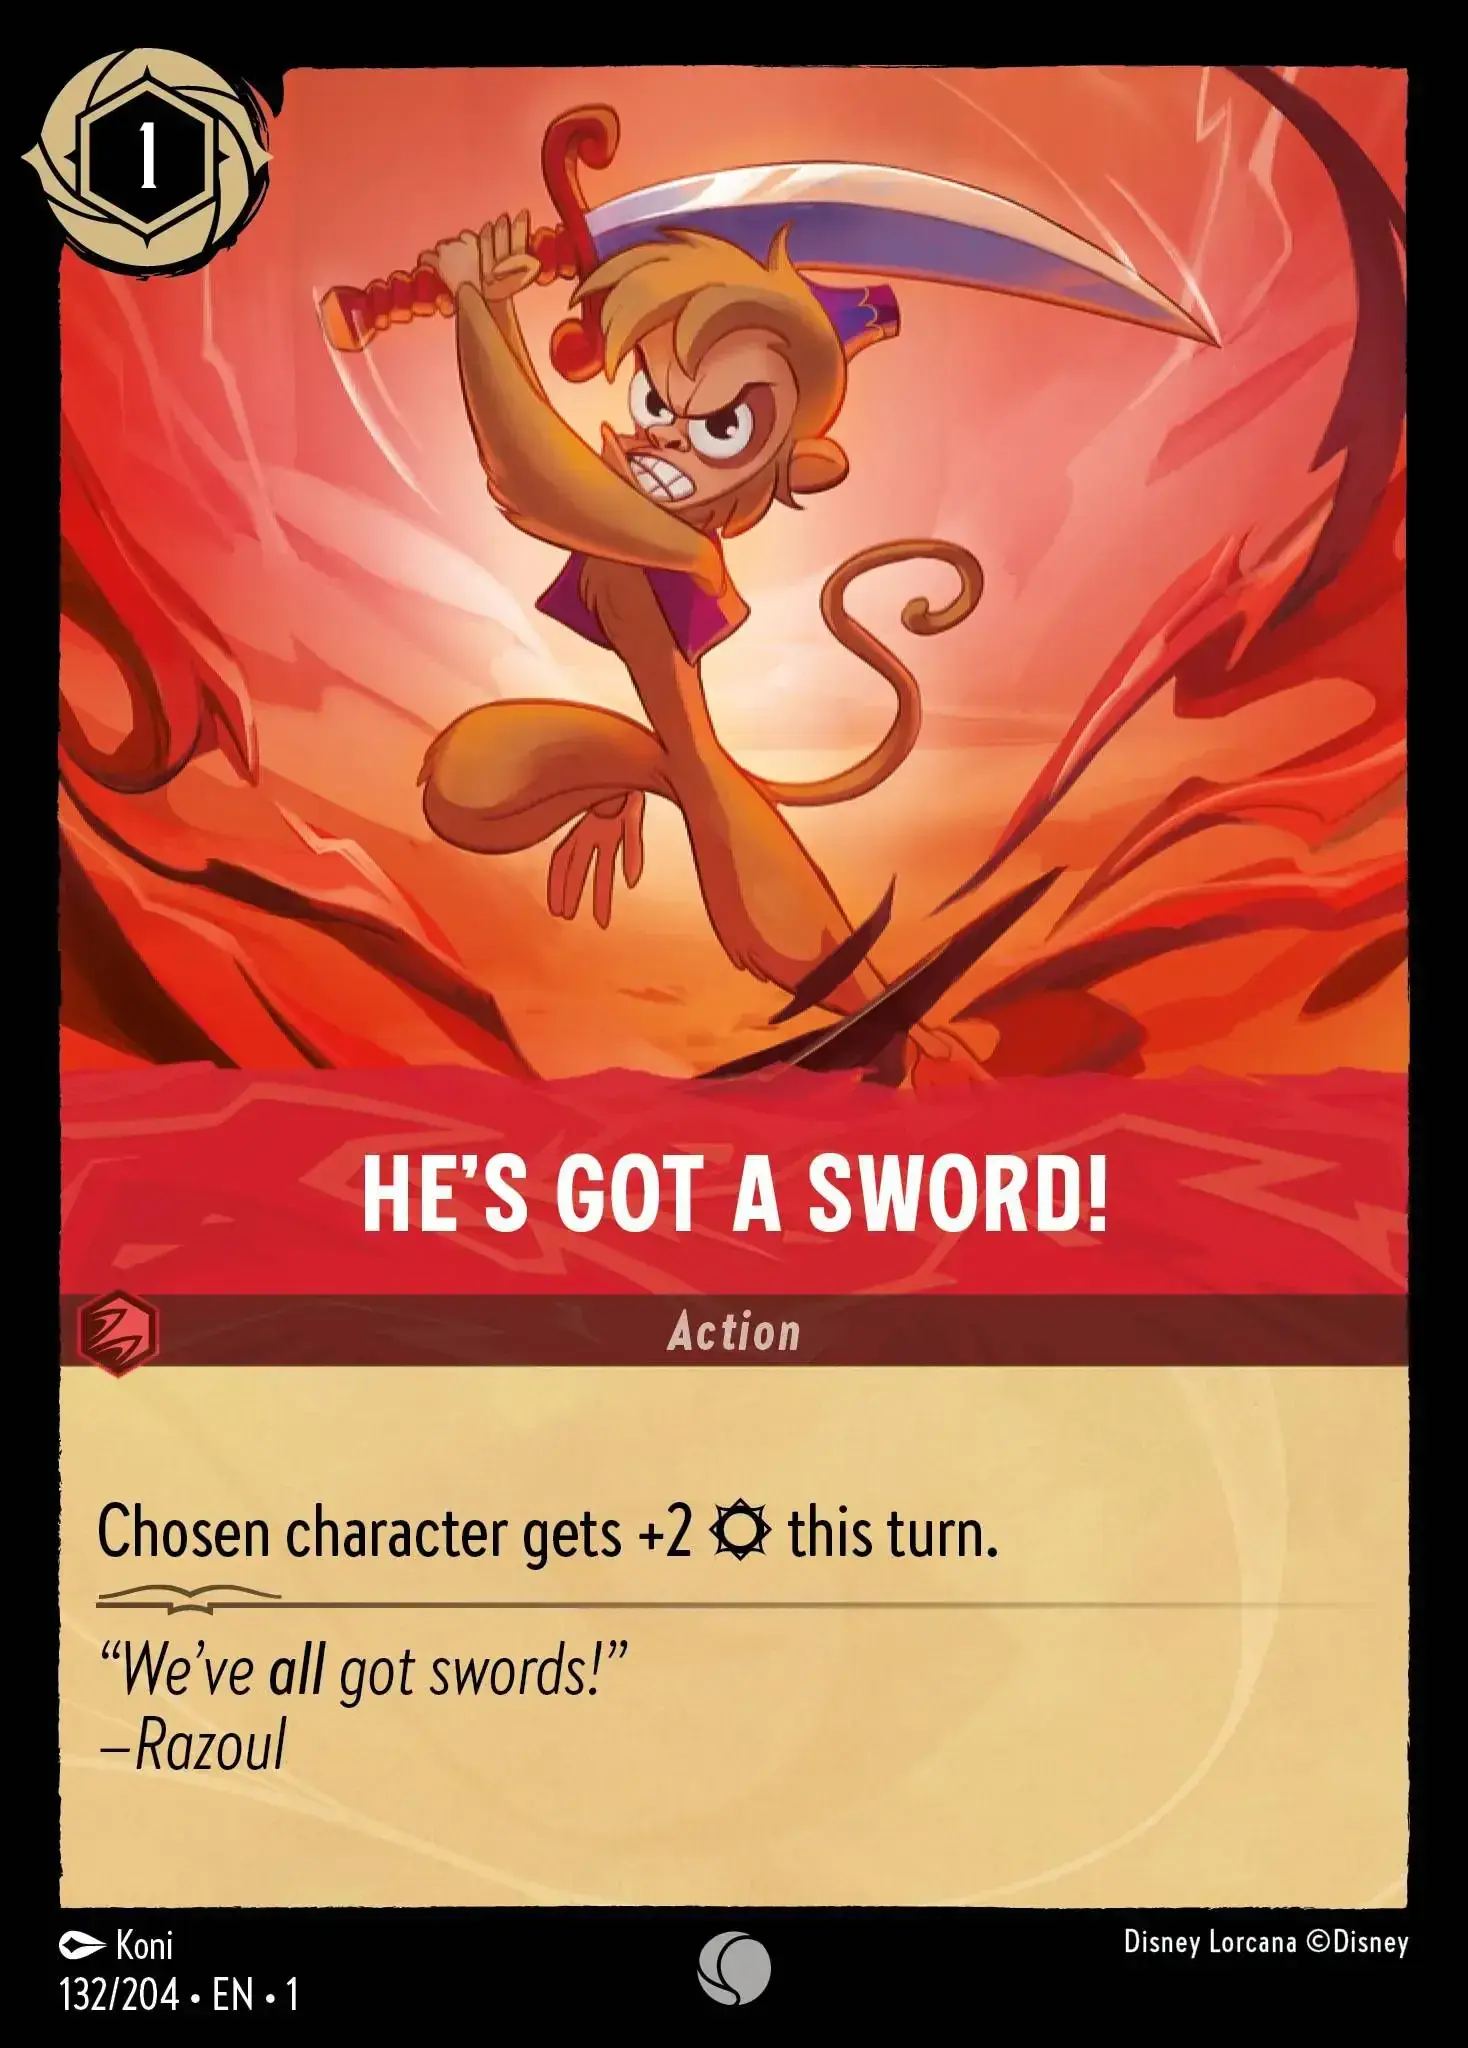 1
HE'S GOT A SWORD!
Action
Chosen character gets +2 this turn.
“We've all got swords!”
–Razoul
Koni
Disney Lorcana ©Disney
132/204 • EN • 1